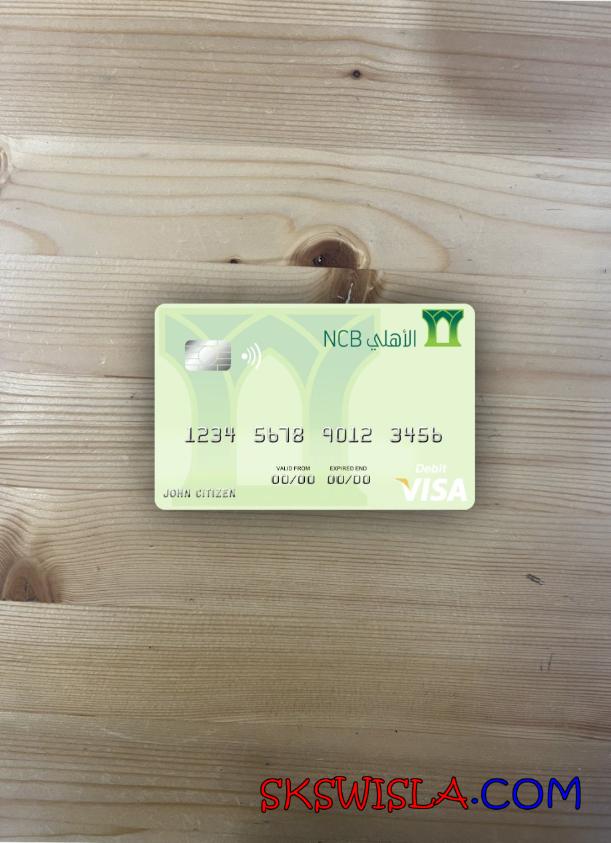 NCB الأهلي
1234 5678 9012 3456
VALID FROM EXPIRED END
00/00 00/00
JOHN CITIZEN
Debit
VISA
SKSWISLA.COM